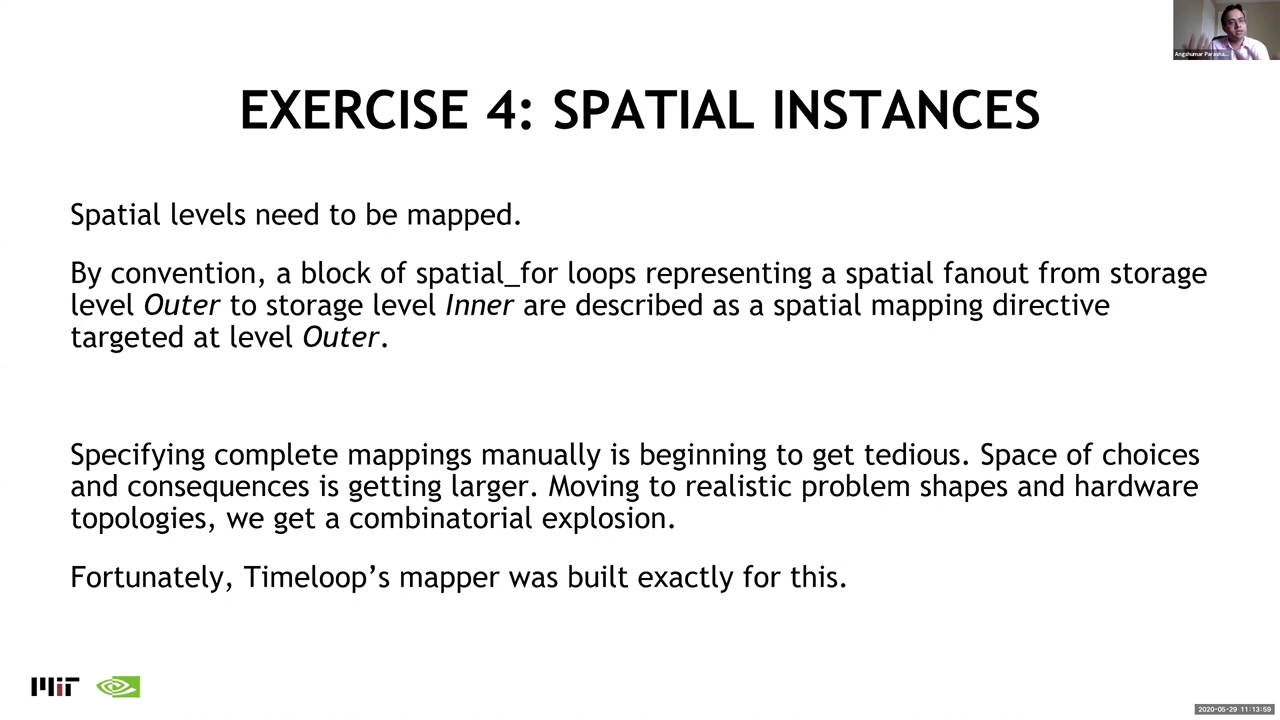 Angshumar Parasha...
EXERCISE 4: SPATIAL INSTANCES
Spatial levels need to be mapped.
By convention, a block of spatial_for loops representing a spatial fanout from storage
level Outer to storage level Inner are described as a spatial mapping directive
targeted at level Outer.
Specifying complete mappings manually is beginning to get tedious. Space of choices
and consequences is getting larger. Moving to realistic problem shapes and hardware
topologies, we get a combinatorial explosion.
Fortunately, Timeloop’s mapper was built exactly for this.
MIT
2020-05-29 11:13:59